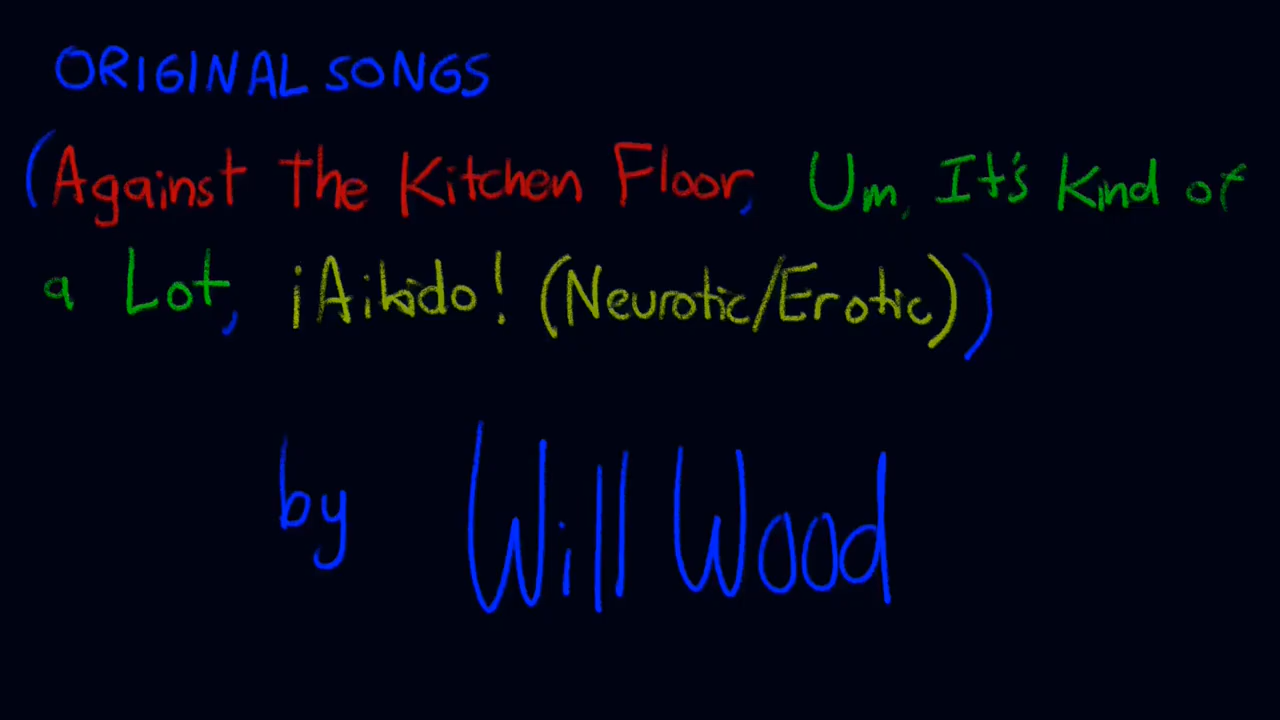 ORIGINAL SONGS
(Against The Kitchen Floor, Um, It's Kind of
a Lot, ¡Aikido! (Neurotic/Erotic))
by Will Wood